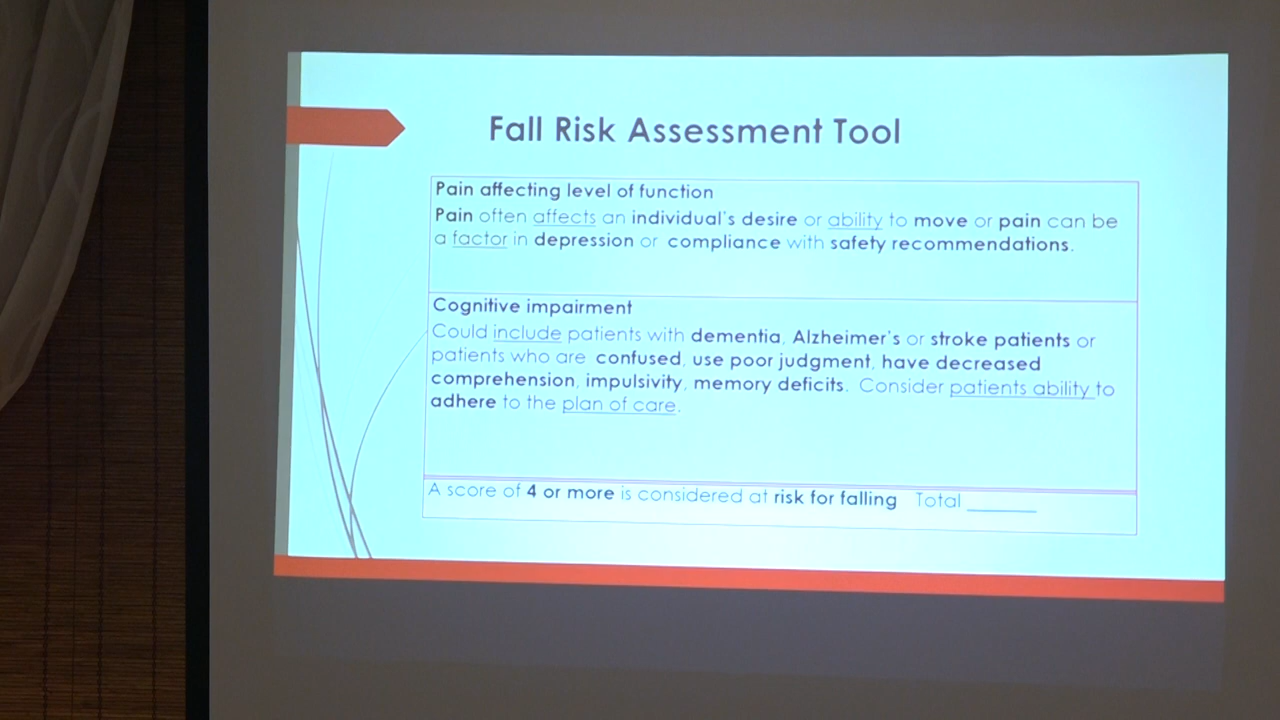 Fall Risk Assessment Tool
Pain affecting level of function
Pain often affects an individual's desire or ability to move or pain can be
a factor in depression or compliance with safety recommendations.
Cognitive impairment
Could include patients with dementia, Alzheimer's or stroke patients or
patients who are confused, use poor judgment, have decreased
comprehension, impulsivity, memory deficits. Consider patients ability to
adhere to the plan of care.
A score of 4 or more is considered at risk for falling Total ______